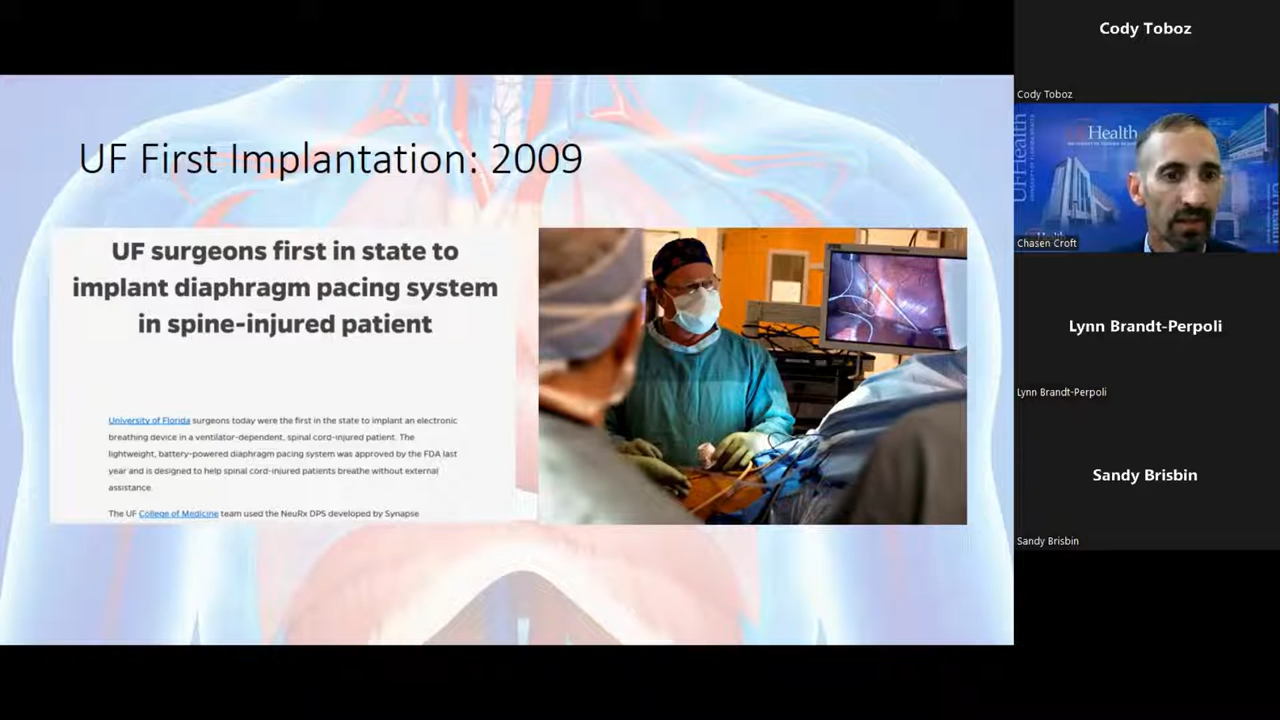 UF First Implantation: 2009
UF surgeons first in state to
implant diaphragm pacing system
in spine-injured patient
University of Florida surgeons today were the first in the state to implant an electronic
breathing device in a ventilator-dependent, spinal cord-injured patient. The
lightweight, battery-powered diaphragm pacing system was approved by the FDA last
year and is designed to help spinal cord-injured patients breathe without external
assistance.
The UF College of Medicine team used the NeuRx DPS developed by Synapse
Cody Toboz
Cody Toboz
UFHealth
Health
Chasen Croft
Lynn Brandt-Perpoli
Lynn Brandt-Perpoli
Sandy Brisbin
Sandy Brisbin